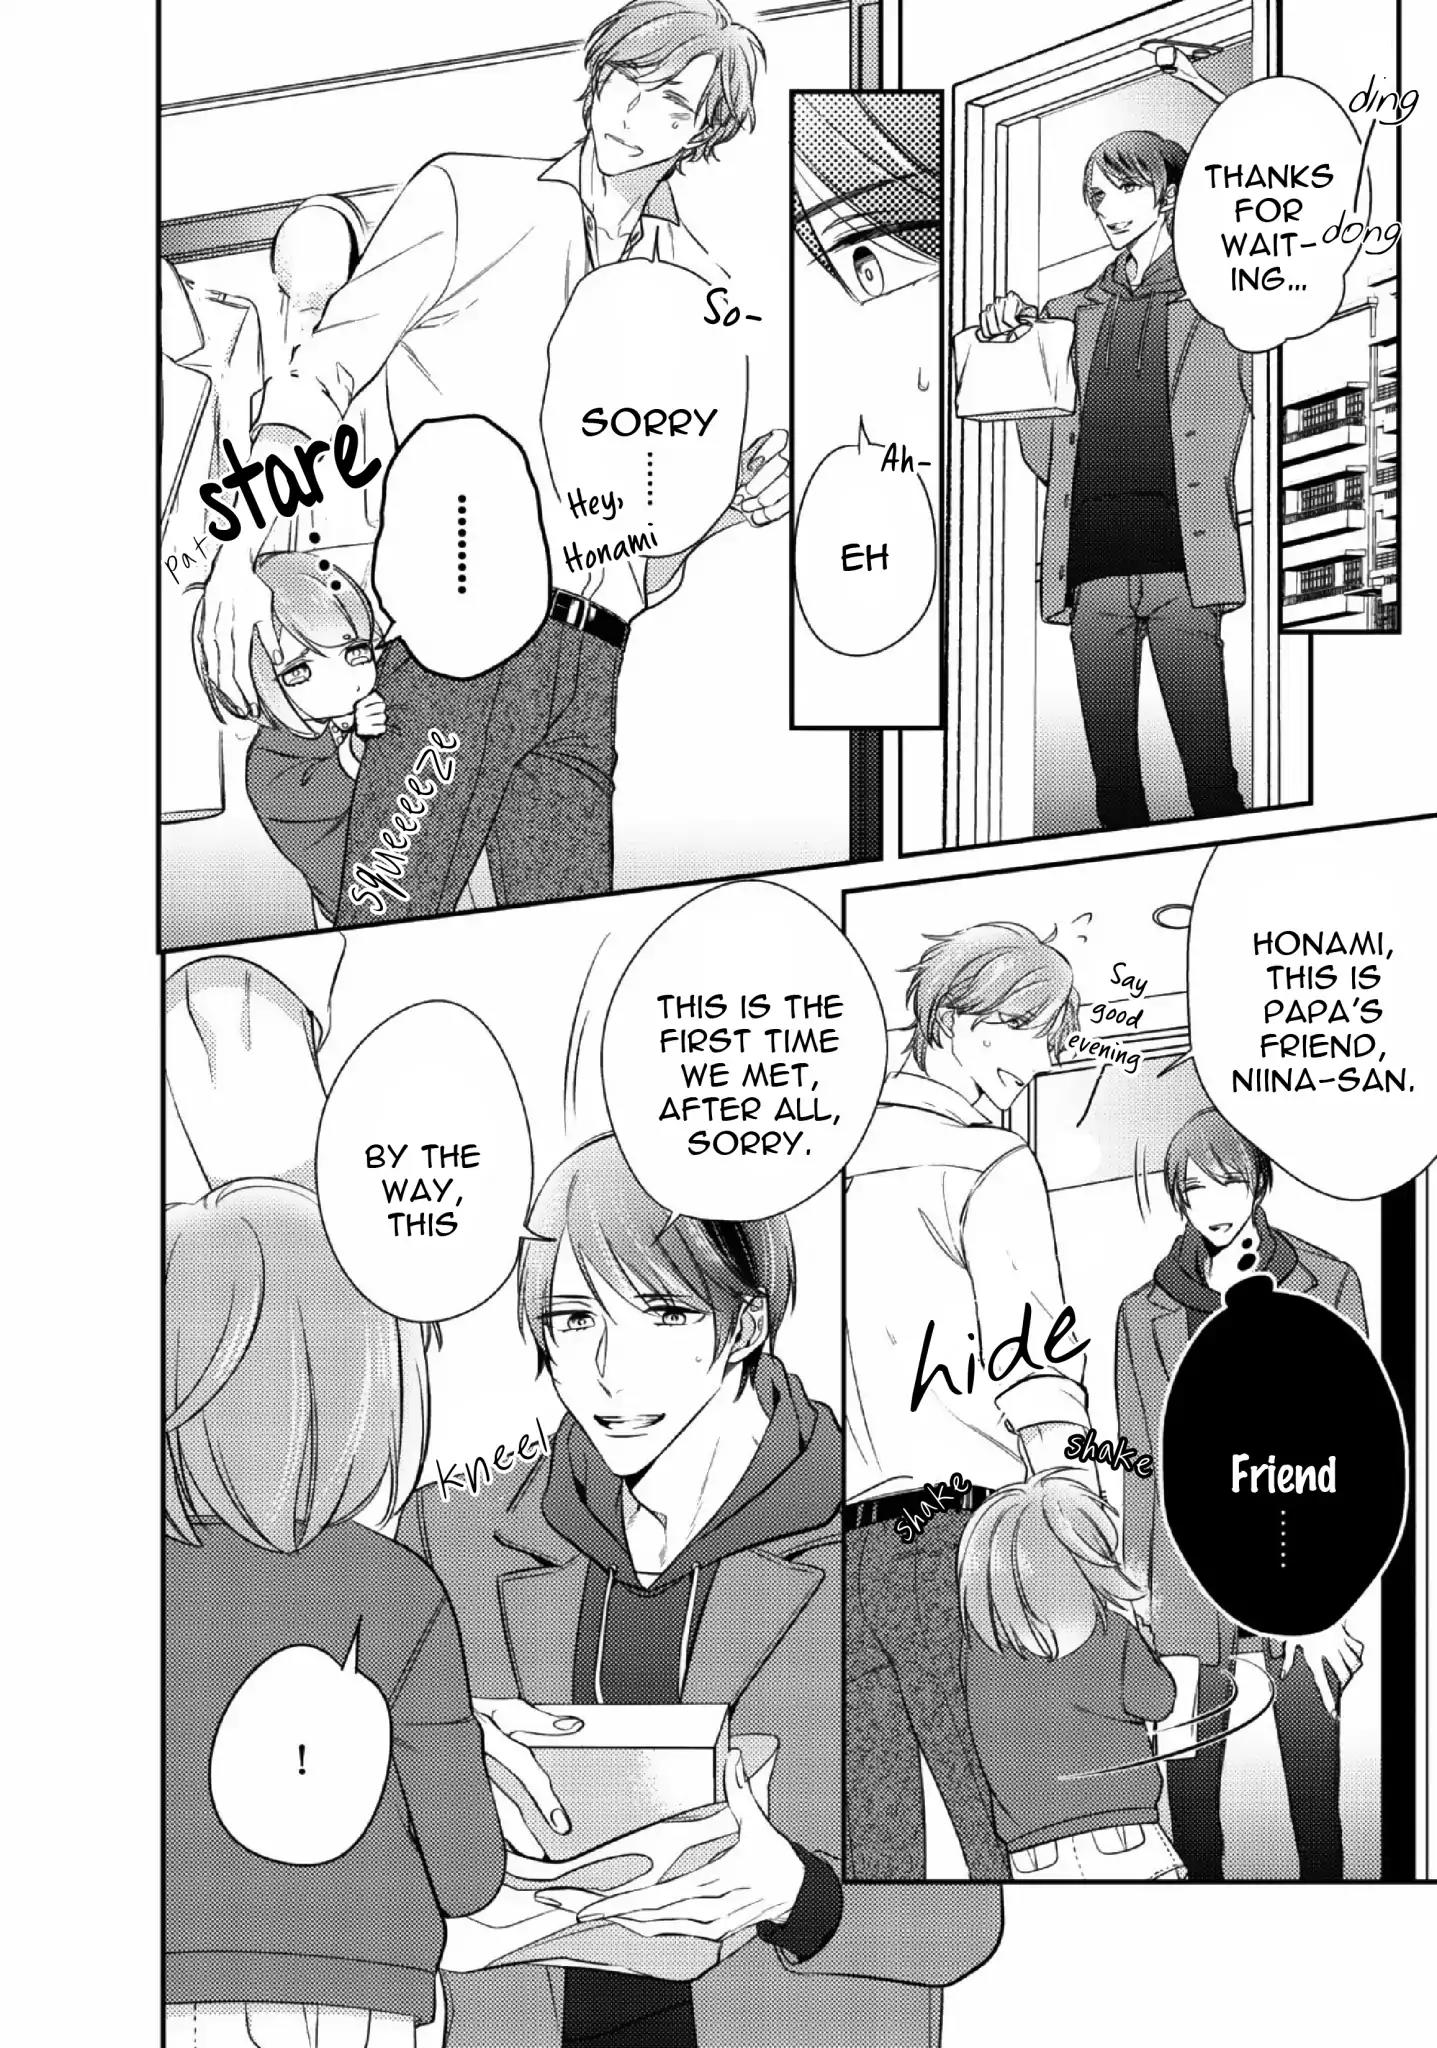 ding
dong
THANKS
FOR
WAIT-
ING...
Ah-
EH
So-
SORRY
......
Hey,
Honami
stare
...
pat
........
squeeeeze
HONAMI,
THIS IS
PAPA'S
FRIEND,
NIINA-SAN.
Say
good
evening
hide
shake
shake
Friend
......
THIS IS THE
FIRST TIME
WE MET,
AFTER ALL,
SORRY.
BY THE
WAY,
THIS
kneel
!